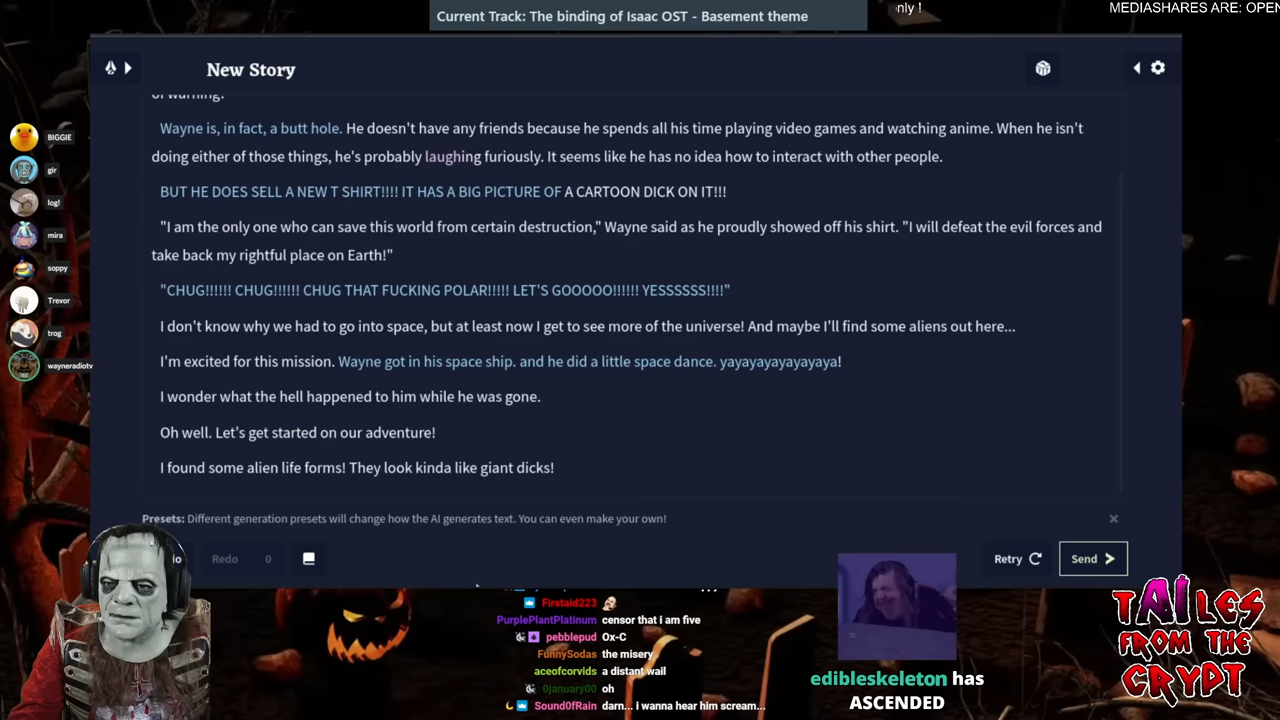 Current Track: The binding of Isaac OST - Basement theme
nly !
MEDIASHARES ARE: OPEN
New Story
of warning.
Wayne is, in fact, a butt hole. He doesn't have any friends because he spends all his time playing video games and watching anime. When he isn't
doing either of those things, he's probably laughing furiously. It seems like he has no idea how to interact with other people.
BUT HE DOES SELL A NEW T SHIRT!!!! IT HAS A BIG PICTURE OF A CARTOON DICK ON IT!!!
"I am the only one who can save this world from certain destruction," Wayne said as he proudly showed off his shirt. "I will defeat the evil forces and
take back my rightful place on Earth!"
"CHUG!!!!!! CHUG!!!!!! CHUG THAT FUCKING POLAR!!!!! LET'S GOOOOO!!!!!! YESSSSSS!!!!"
I don't know why we had to go into space, but at least now I get to see more of the universe! And maybe I'll find some aliens out here...
I'm excited for this mission. Wayne got in his space ship. and he did a little space dance. yayayayayayayaya!
I wonder what the hell happened to him while he was gone.
Oh well. Let's get started on our adventure!
I found some alien life forms! They look kinda like giant dicks!
BIGGIE
gir
log!
mira
soppy
Trevor
trog
wayneradiotv
Presets: Different generation presets will change how the AI generates text. You can even make your own!
do
Redo
0
Retry
Send
Firstaid223
PurplePlantPlatinum censor that i am five
pebblepud Ox-C
FunnySodas the misery
aceofcorvids a distant wail
0january00 oh
Sound0fRain darn... i wanna hear him scream...
edibleskeleton has
ASCENDED
TAILES
FROM THE
CRYPT